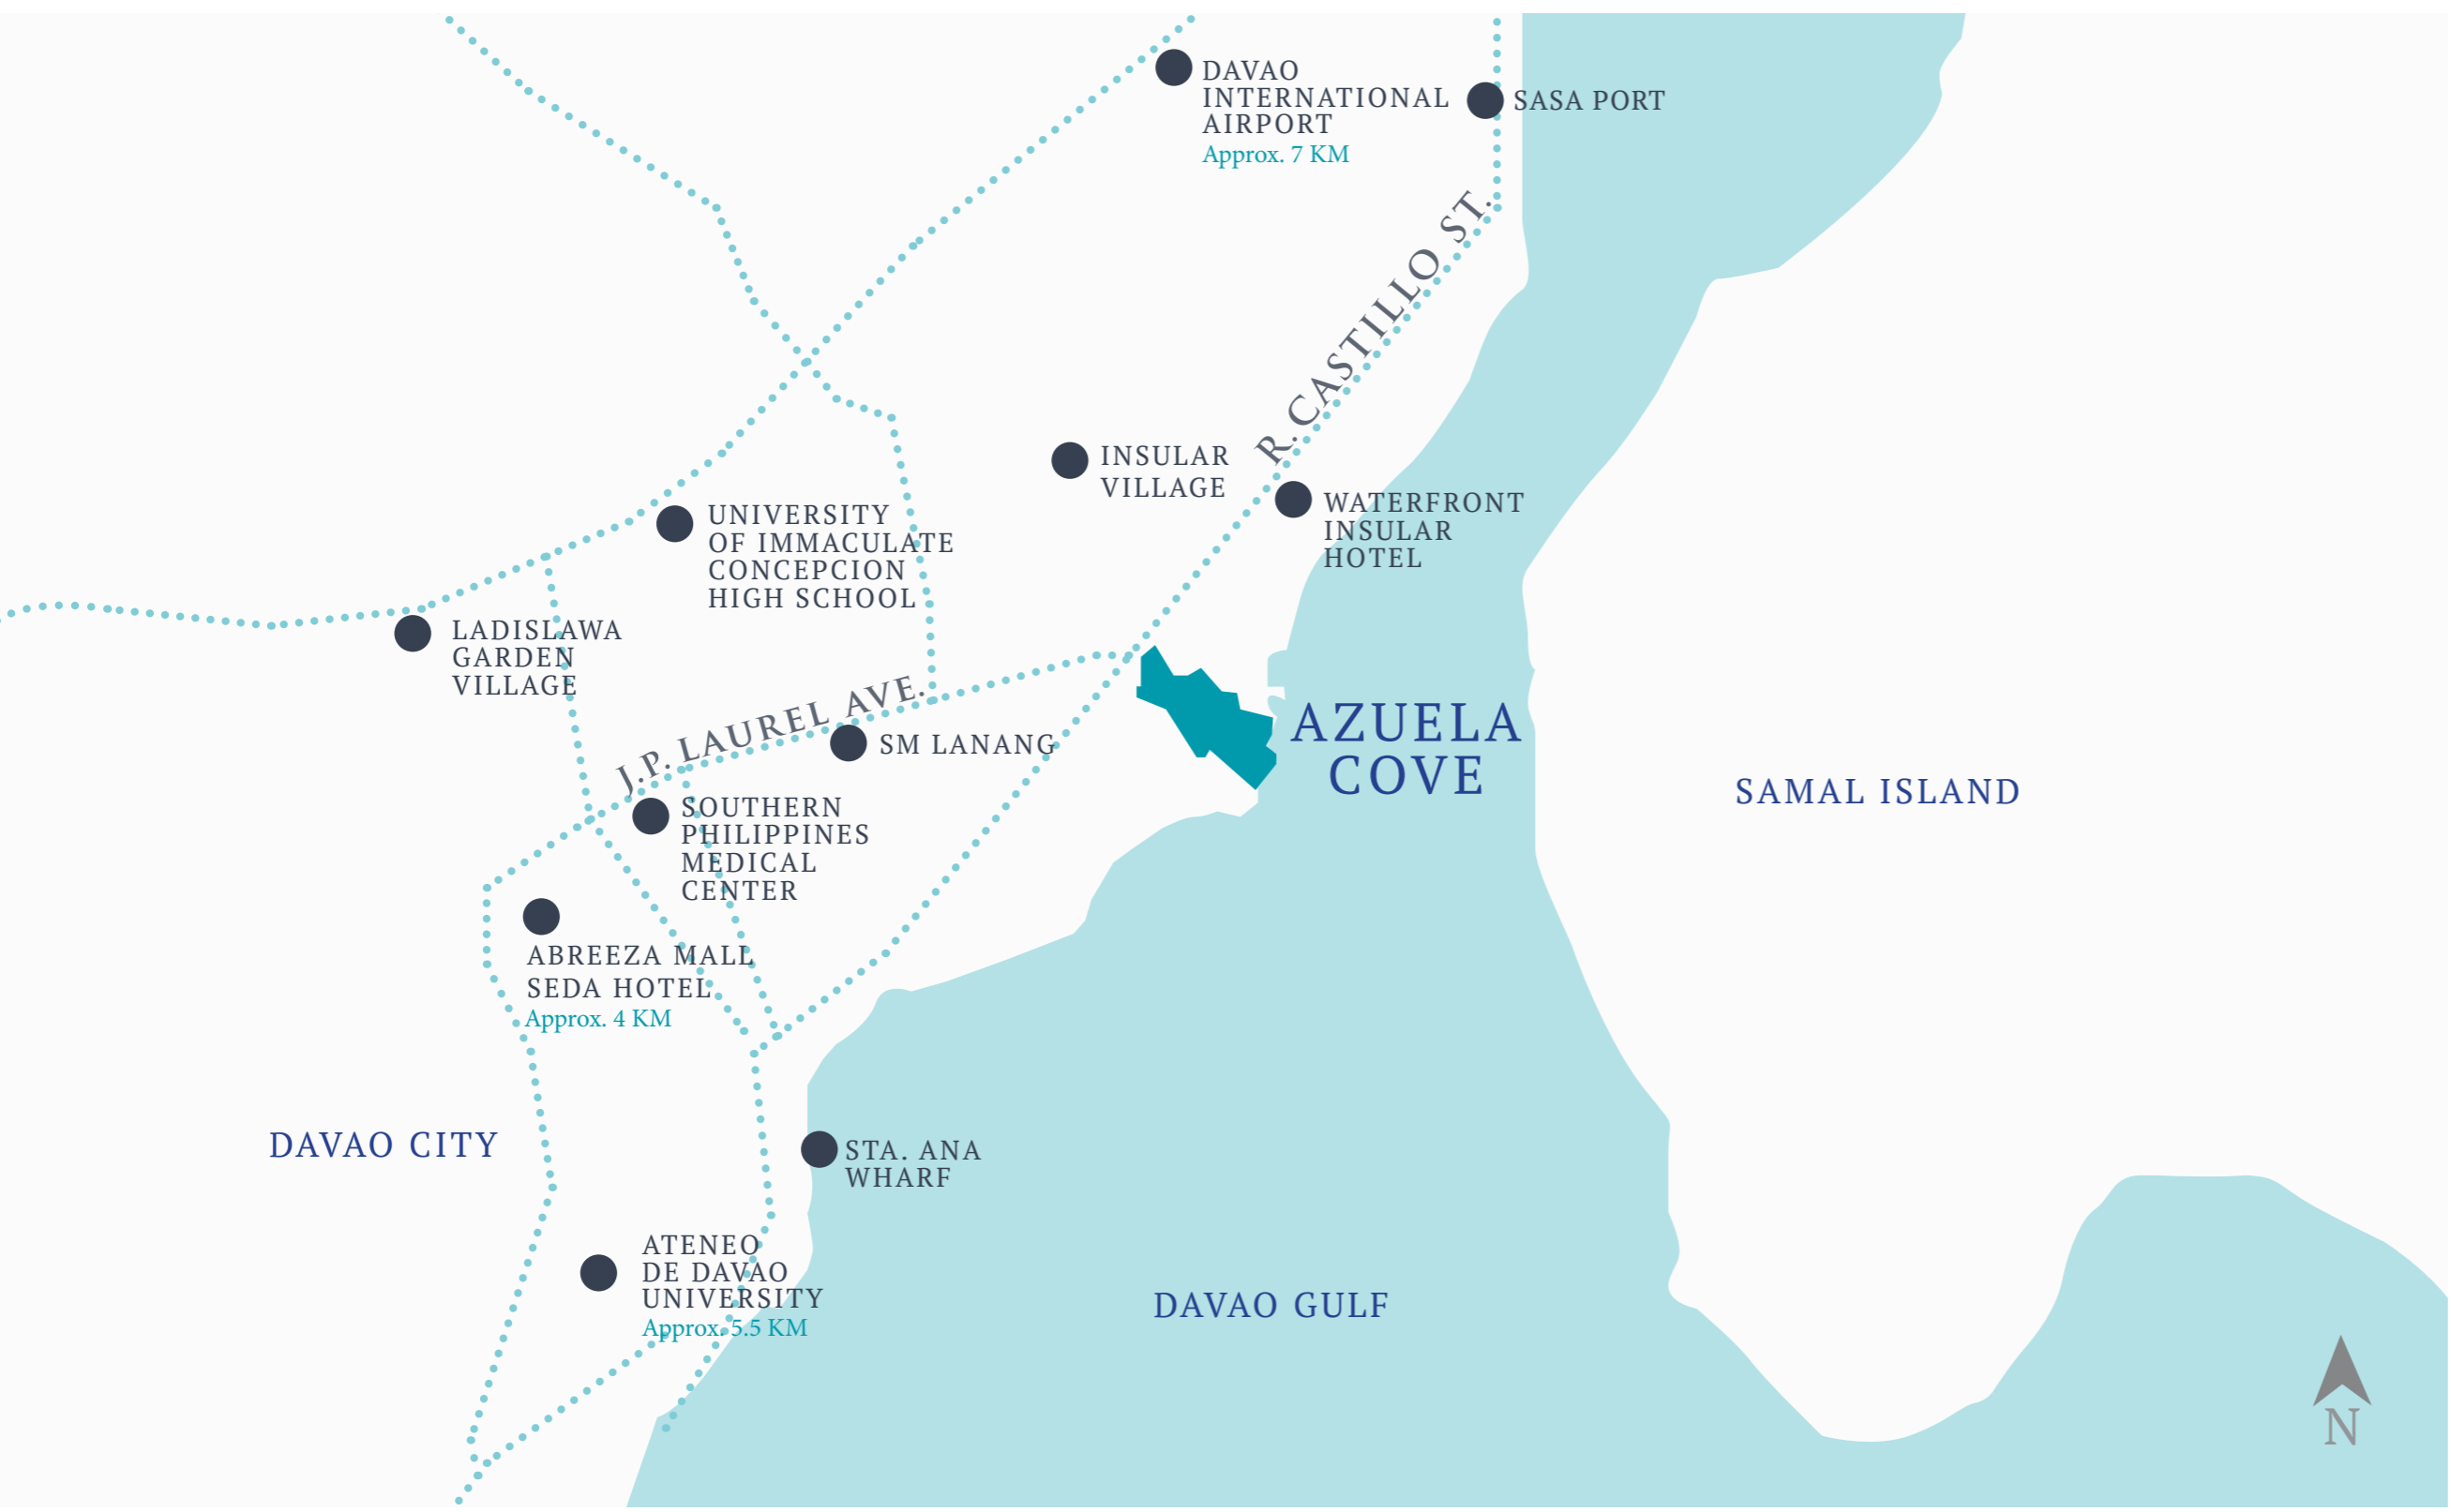 DAVAO
INTERNATIONAL
AIRPORT
Approx. 7 KM
SASA PORT
R. CASTILLO ST.
INSULAR
VILLAGE
WATERFRONT
INSULAR
HOTEL
UNIVERSITY
OF IMMACULATE
CONCEPCION
HIGH SCHOOL
LADISLAWA
GARDEN
VILLAGE
J.P. LAUREL AVE.
SM LANANG
AZUELA
COVE
SAMAL ISLAND
SOUTHERN
PHILIPPINES
MEDICAL
CENTER
ABREEZA MALL
SEDA HOTEL
Approx. 4 KM
DAVAO CITY
STA. ANA
WHARF
ATENEO
DE DAVAO
UNIVERSITY
Approx. 5.5 KM
DAVAO GULF
N